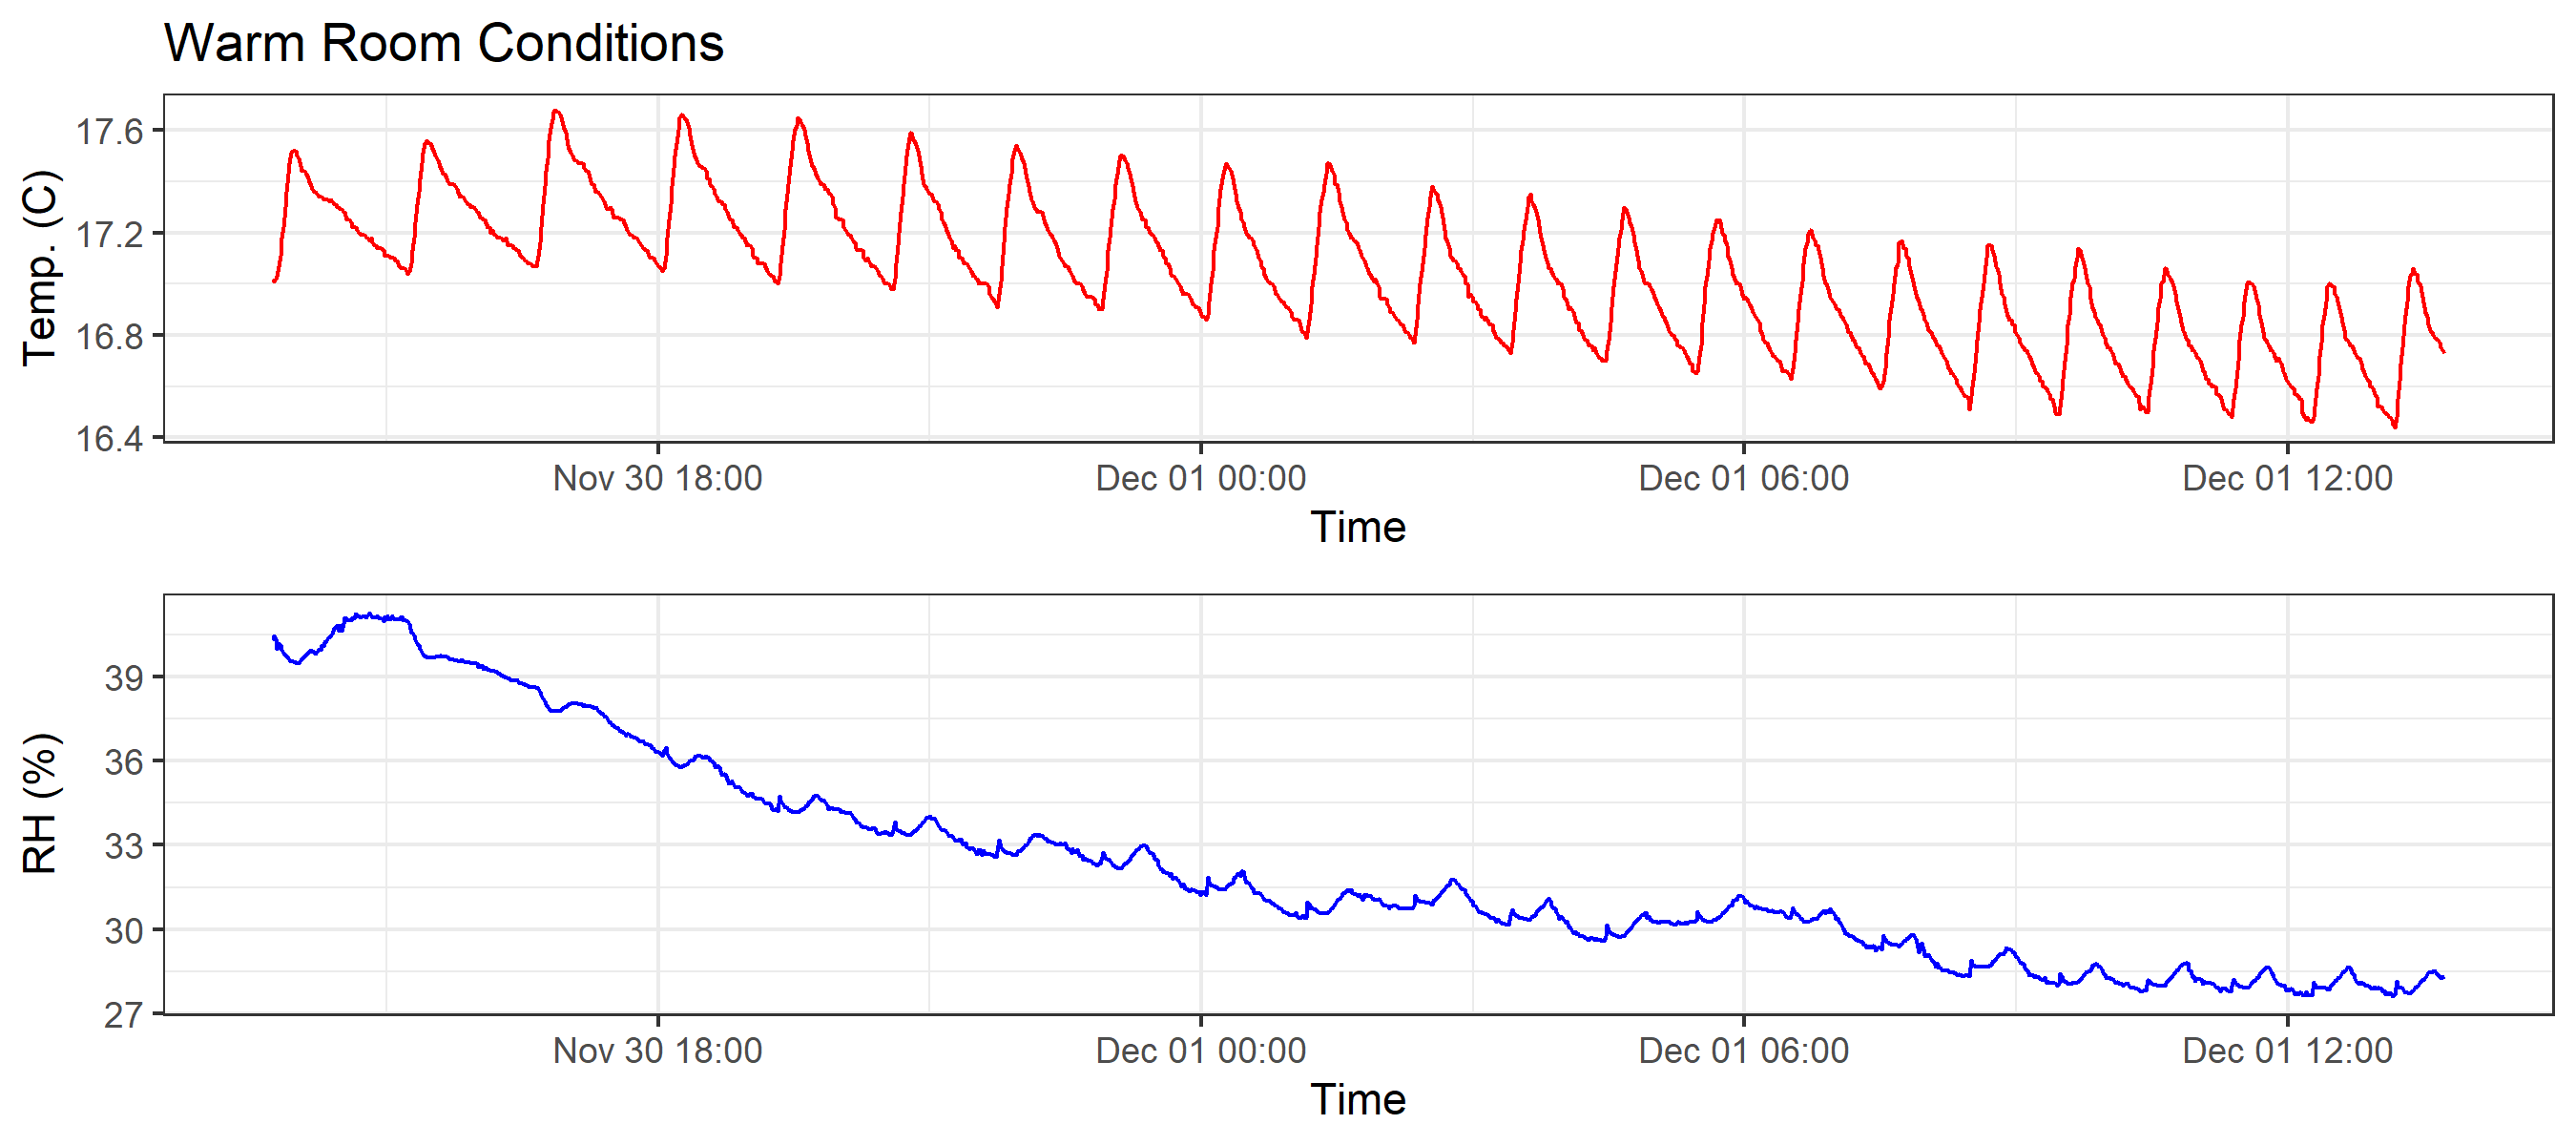 Warm Room Conditions
Temp. (C)
17.6
17.2
16.8
16.4
Nov 30 18:00 Dec 01 00:00 Dec 01 06:00 Dec 01 12:00
Time
RH (%)
39
36
33
30
27
Nov 30 18:00 Dec 01 00:00 Dec 01 06:00 Dec 01 12:00
Time